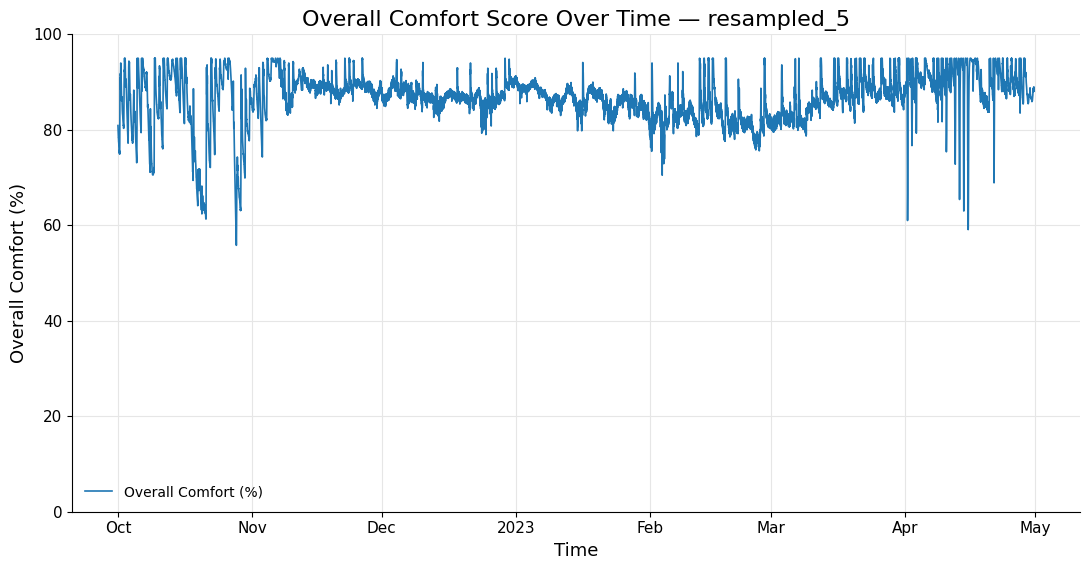 Overall Comfort Score Over Time — resampled_5
100
80
60
40
20
0
Overall Comfort (%)
Overall Comfort (%)
Oct Nov Dec 2023 Feb Mar Apr May
Time